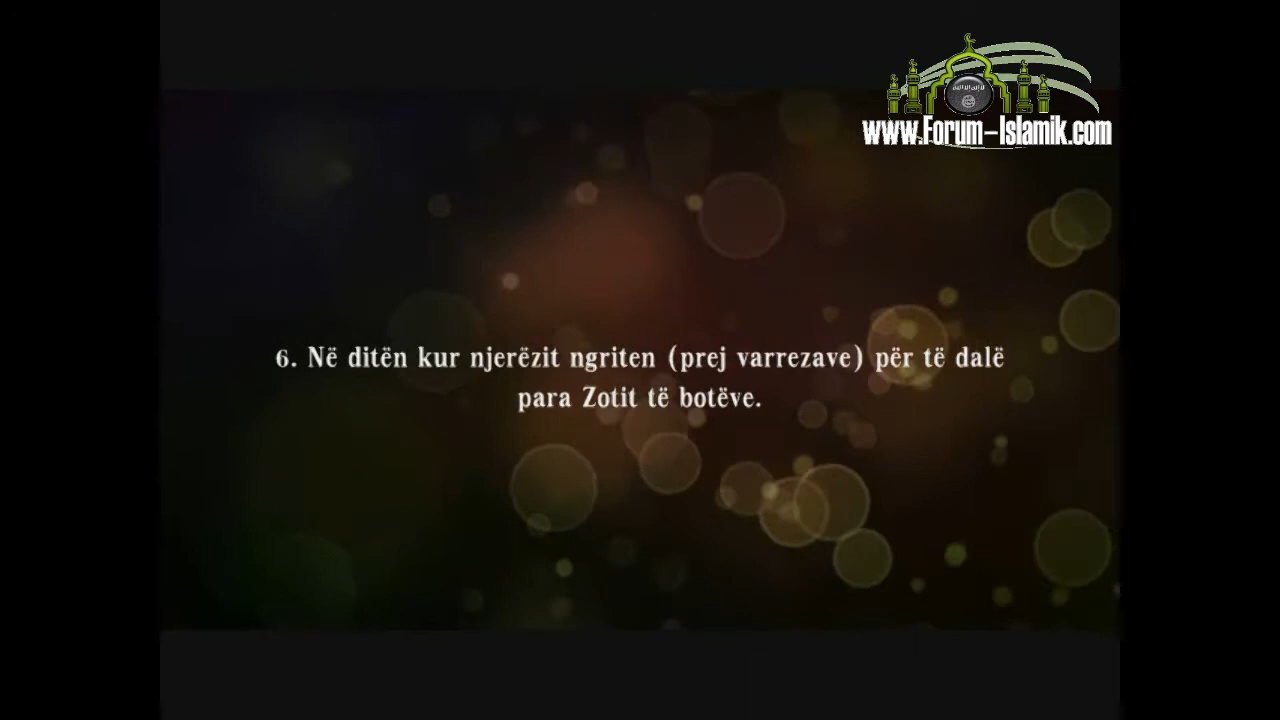 www.Forum-Islamik.com
6. Në ditën kur njerëzit ngriten (prej varrezave) për të dalë
para Zotit të botëve.